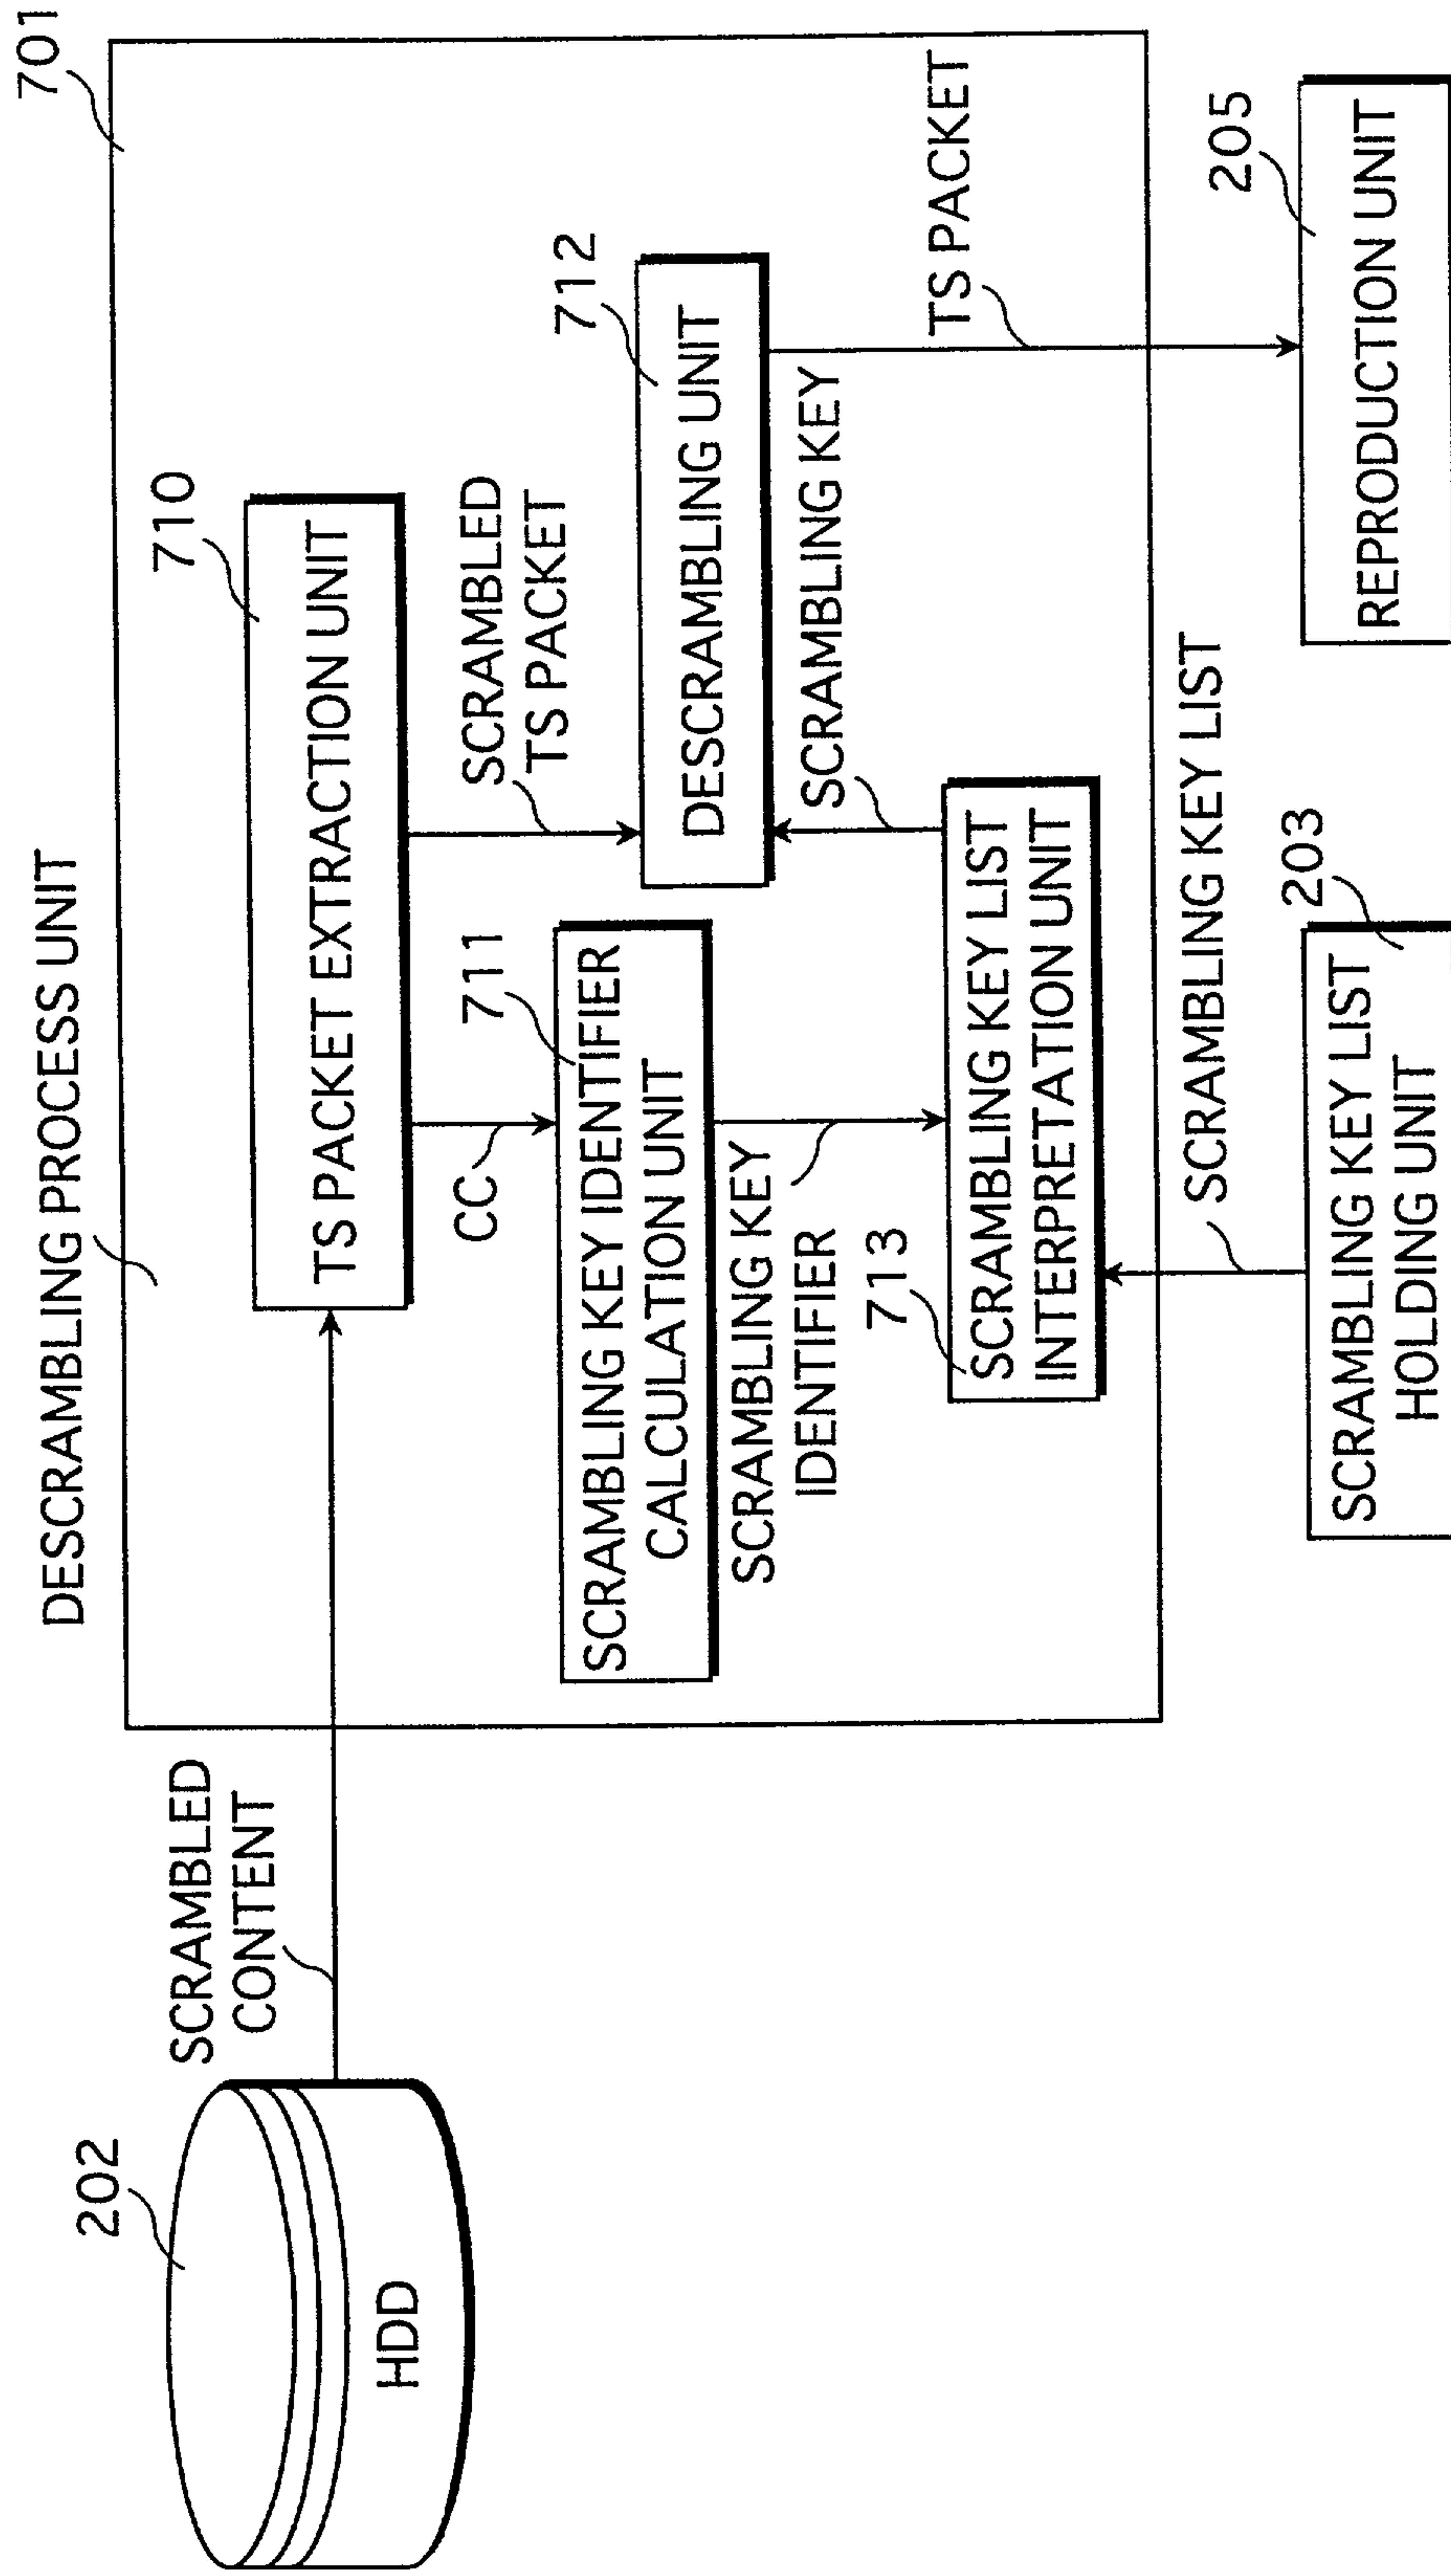 DESCRAMBLING PROCESS UNIT
701
202
HDD
SCRAMBLED
CONTENT
710
TS PACKET EXTRACTION UNIT
CC
SCRAMBLED
TS PACKET
711
SCRAMBLING KEY IDENTIFIER
CALCULATION UNIT
712
DESCRAMBLING UNIT
SCRAMBLING KEY
IDENTIFIER
SCRAMBLING KEY
TS PACKET
713
SCRAMBLING KEY LIST
INTERPRETATION UNIT
SCRAMBLING KEY LIST
203
SCRAMBLING KEY LIST
HOLDING UNIT
205
REPRODUCTION UNIT